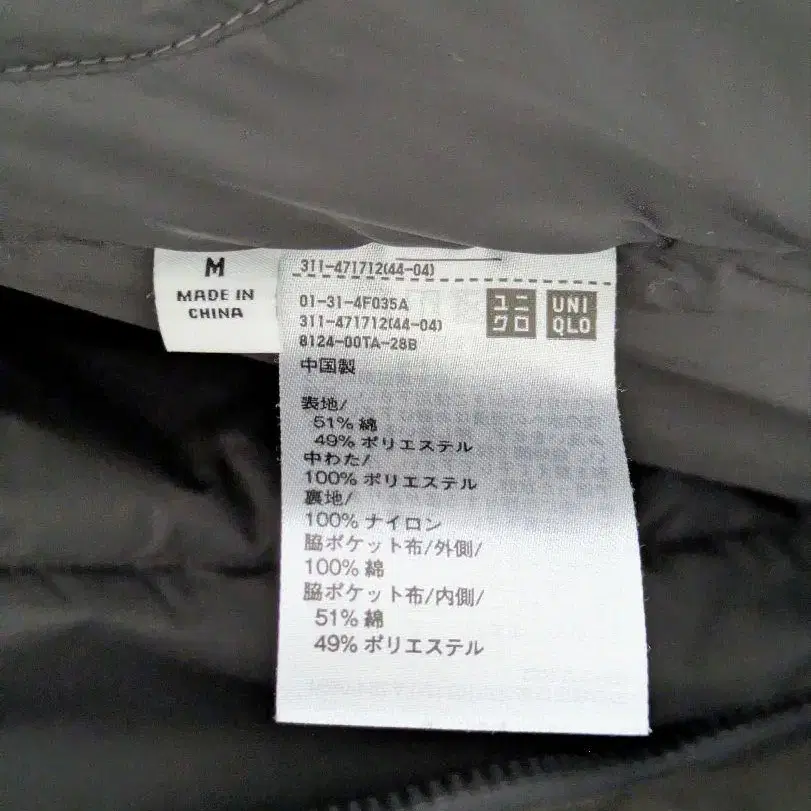 M
MADE IN
CHINA
311-471712(44-04)
01-31-4F035A
311-471712(44-04)
8124-00TA-28B
ユニ
クロ
UNI
QLO
中国製
表地/
51% 綿
49% ポリエステル
中わた/
100% ポリエステル
裏地/
100% ナイロン
脇ポケット布/外側/
100% 綿
脇ポケット布/内側/
51% 綿
49% ポリエステル